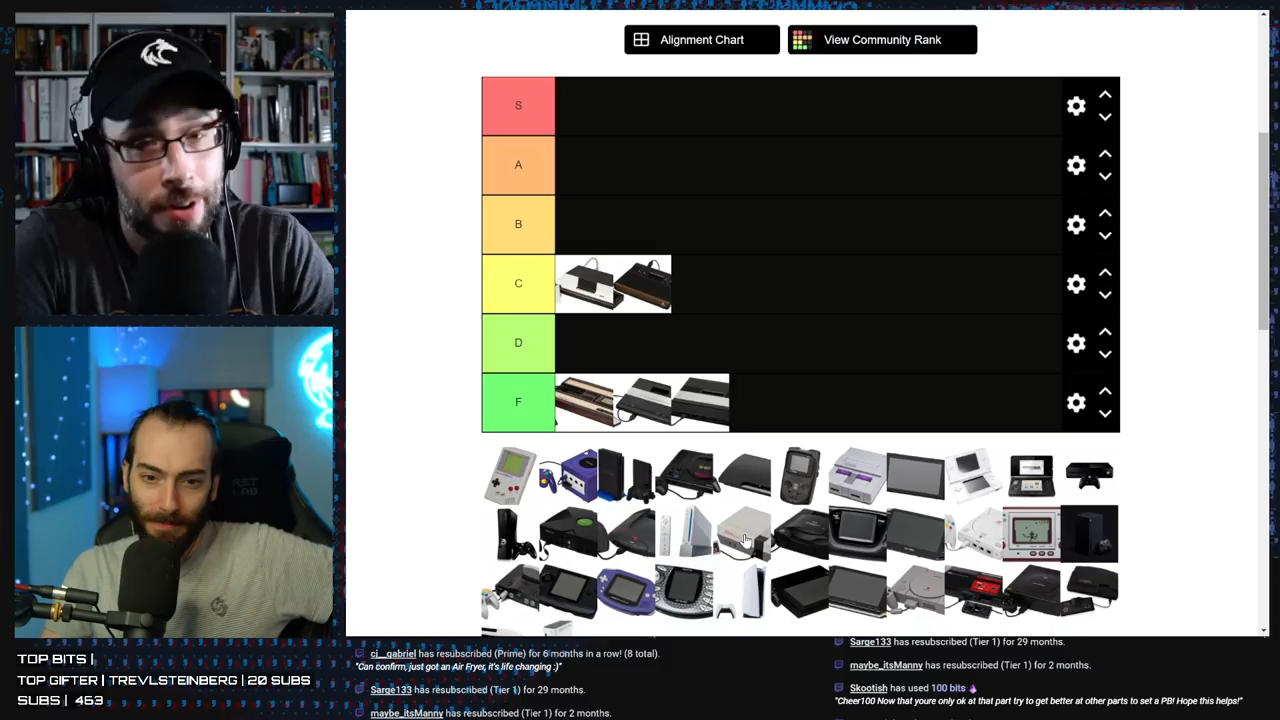 Alignment Chart
View Community Rank
S
A
B
C
D
F
TOP BITS |
TOP GIFTER | TREVLSTEINBERG | 20 SUBS
SUBS | 463
ci__gabriel has resubscribed (Prime) for 6 months in a row! (8 total).
"Can confirm, just got an Air Fryer, it's life changing :)"
Sarge133 has resubscribed (Tier 1) for 29 months.
maybe_itsManny has resubscribed (Tier 1) for 2 months.
Sarge133 has resubscribed (Tier 1) for 29 months.
maybe_itsManny has resubscribed (Tier 1) for 2 months.
Skootish has used 100 bits
"Cheer100 Now that youre only ok at that part try to get better at other parts to set a PB! Hope this helps!"